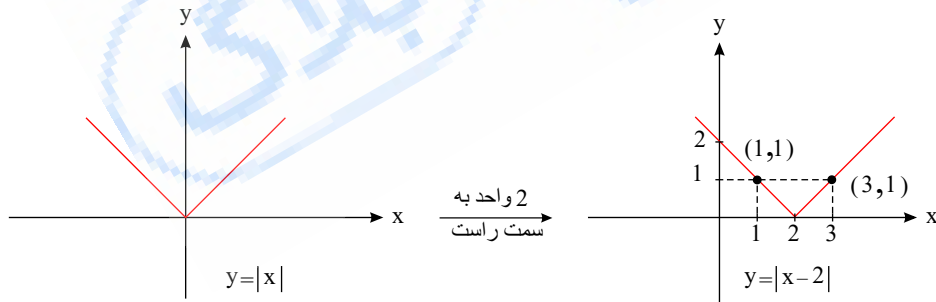 y
x
y=|x|
2 واحد به
سمت راست
y
2
1
(1,1)
(3,1)
x
1 2 3
y=|x-2|